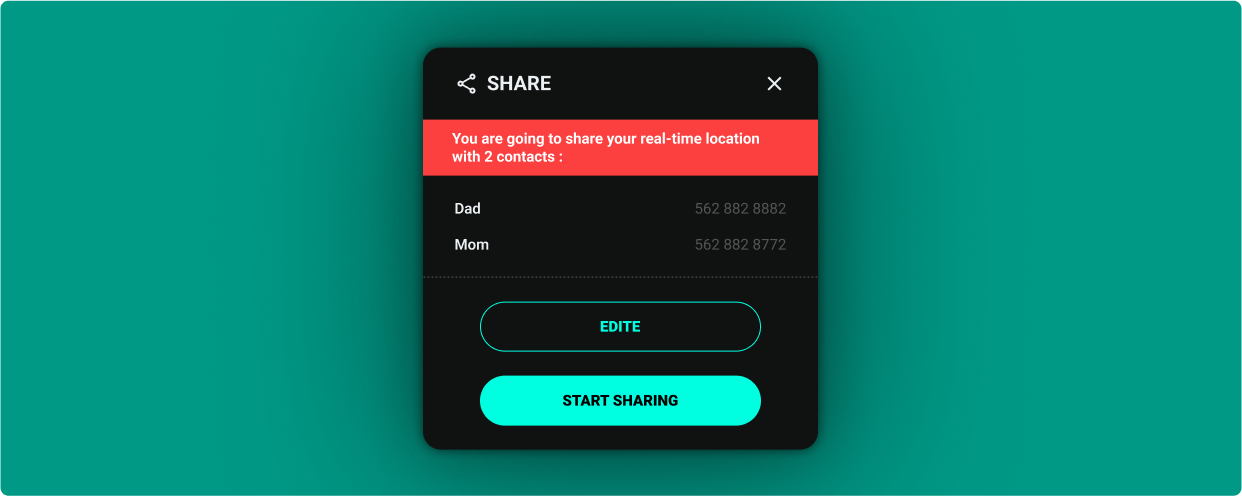 SHARE
You are going to share your real-time location
with 2 contacts :
Dad 562 882 8882
Mom 562 882 8772
EDITE
START SHARING